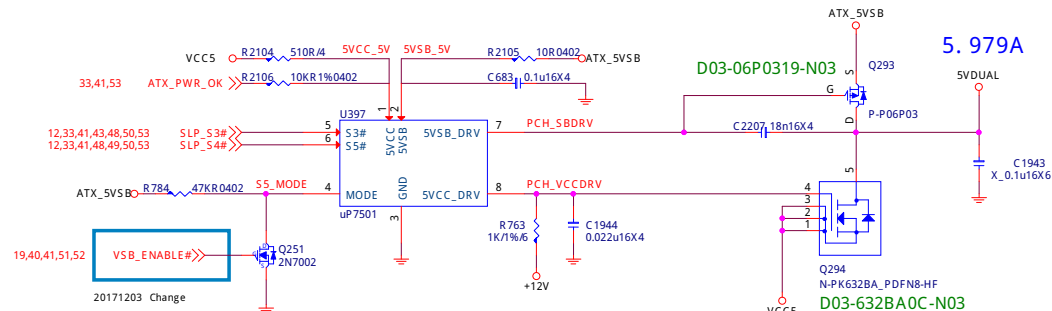 ATX_5VSB
5. 979A
R2104 510R/4 5VCC_5V 5VSB_5V R2105 10R0402
VCC5 ATX_5VSB
Q293
D03-06P0319-N03
5VDUAL
33,41,53 ATX_PWR_OK R2106 10KR1%0402 C683 0.1u16X4
S
G
P-P06P03
D
1 2
U397
5VCC 5VSB
12,33,41,43,48,50,53 SLP_S3# 5 S3# 5VSB_DRV 7 PCH_SBDRV
C2207 18n16X4
12,33,41,48,49,50,53 SLP_S4# 6 S5#
C1943
X_0.1u16X6
5
ATX_5VSB R784 47KR0402 S5_MODE 4 MODE GND 5VCC_DRV 8 PCH_VCCDRV 4
3
2
1
uP7501 3
R763
1K/1%/6
C1944
0.022u16X4
19,40,41,51,52 VSB_ENABLE#
Q251
2N7002
D
G
S
+12V
Q294
N-PK632BA_PDFN8-HF
20171203 Change
VCC5
D03-632BA0C-N03